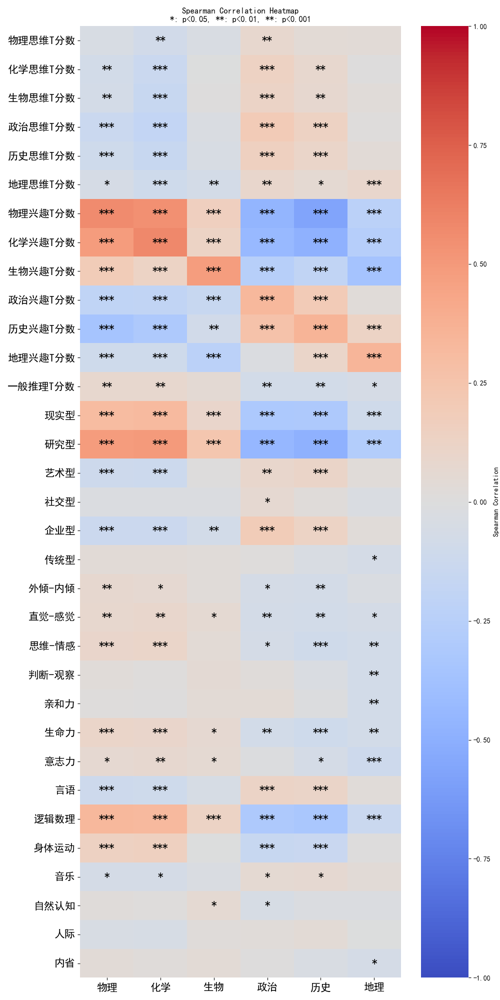 Spearman Correlation Heatmap
*: p<0.05, **: p<0.01, **: p<0.001
物理思维T分数 ** **
化学思维T分数 ** *** *** **
生物思维T分数 ** *** *** **
政治思维T分数 *** *** *** ***
历史思维T分数 *** *** *** ***
地理思维T分数 * *** ** ** * ***
物理兴趣T分数 *** *** *** *** *** ***
化学兴趣T分数 *** *** *** *** *** ***
生物兴趣T分数 *** *** *** *** *** ***
政治兴趣T分数 *** *** *** *** ***
历史兴趣T分数 *** *** ** *** *** ***
地理兴趣T分数 *** *** *** *** ***
一般推理T分数 ** ** ** ** *
现实型 *** *** *** *** *** ***
研究型 *** *** *** *** *** ***
艺术型 *** *** ** ***
社交型 *
企业型 *** *** ** *** ***
传统型 *
外倾-内倾 ** * * **
直觉-感觉 ** ** * ** ** *
思维-情感 *** *** * *** **
判断-观察 **
亲和力 **
生命力 *** *** * ** *** **
意志力 * ** * * ***
言语 *** *** *** ***
逻辑数理 *** *** *** *** *** ***
身体运动 *** *** *** ***
音乐 * * * *
自然认知 * *
人际
内省 *
物理 化学 生物 政治 历史 地理
1.00
0.75
0.50
0.25
0.00
-0.25
-0.50
-0.75
-1.00
Spearman Correlation